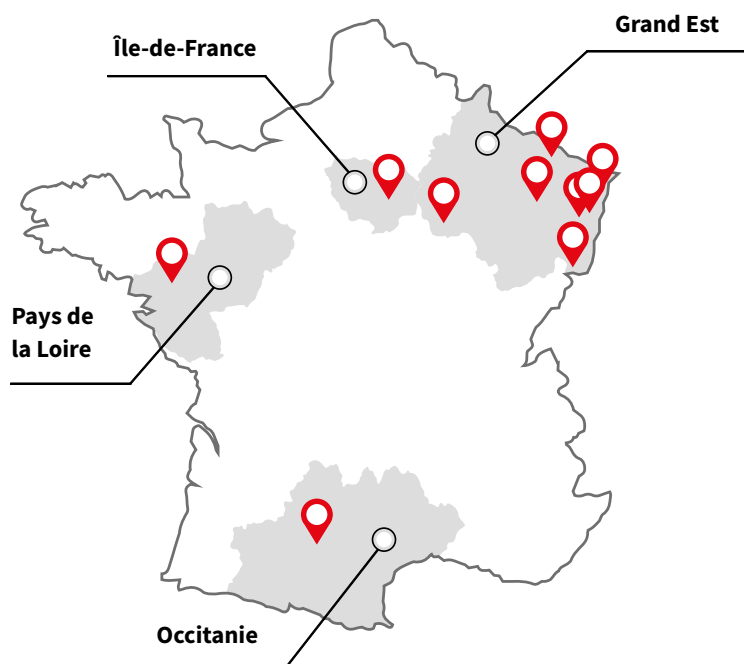 Grand Est
Île-de-France
Pays de
la Loire
Occitanie